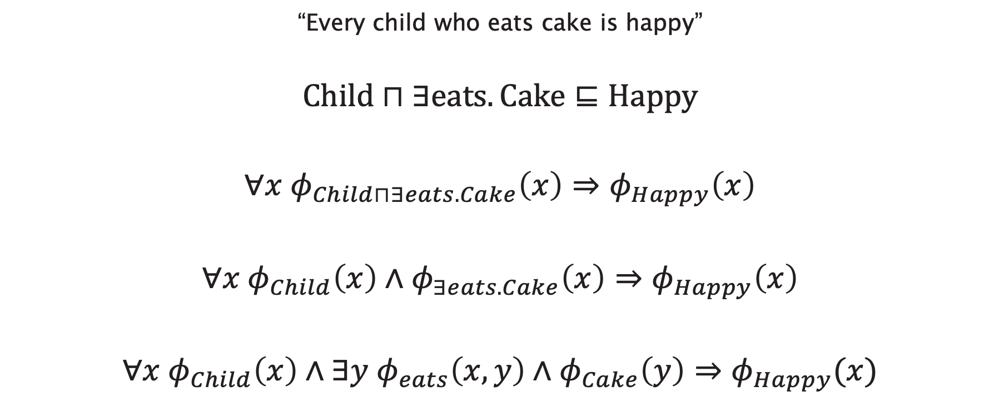 “Every child who eats cake is happy”
Child ⊓ ∃eats. Cake ⊑ Happy
∀x ϕ_{Child⊓∃eats.Cake}(x) ⇒ ϕ_{Happy}(x)
∀x ϕ_{Child}(x) ∧ ϕ_{∃eats.Cake}(x) ⇒ ϕ_{Happy}(x)
∀x ϕ_{Child}(x) ∧ ∃y ϕ_{eats}(x, y) ∧ ϕ_{Cake}(y) ⇒ ϕ_{Happy}(x)